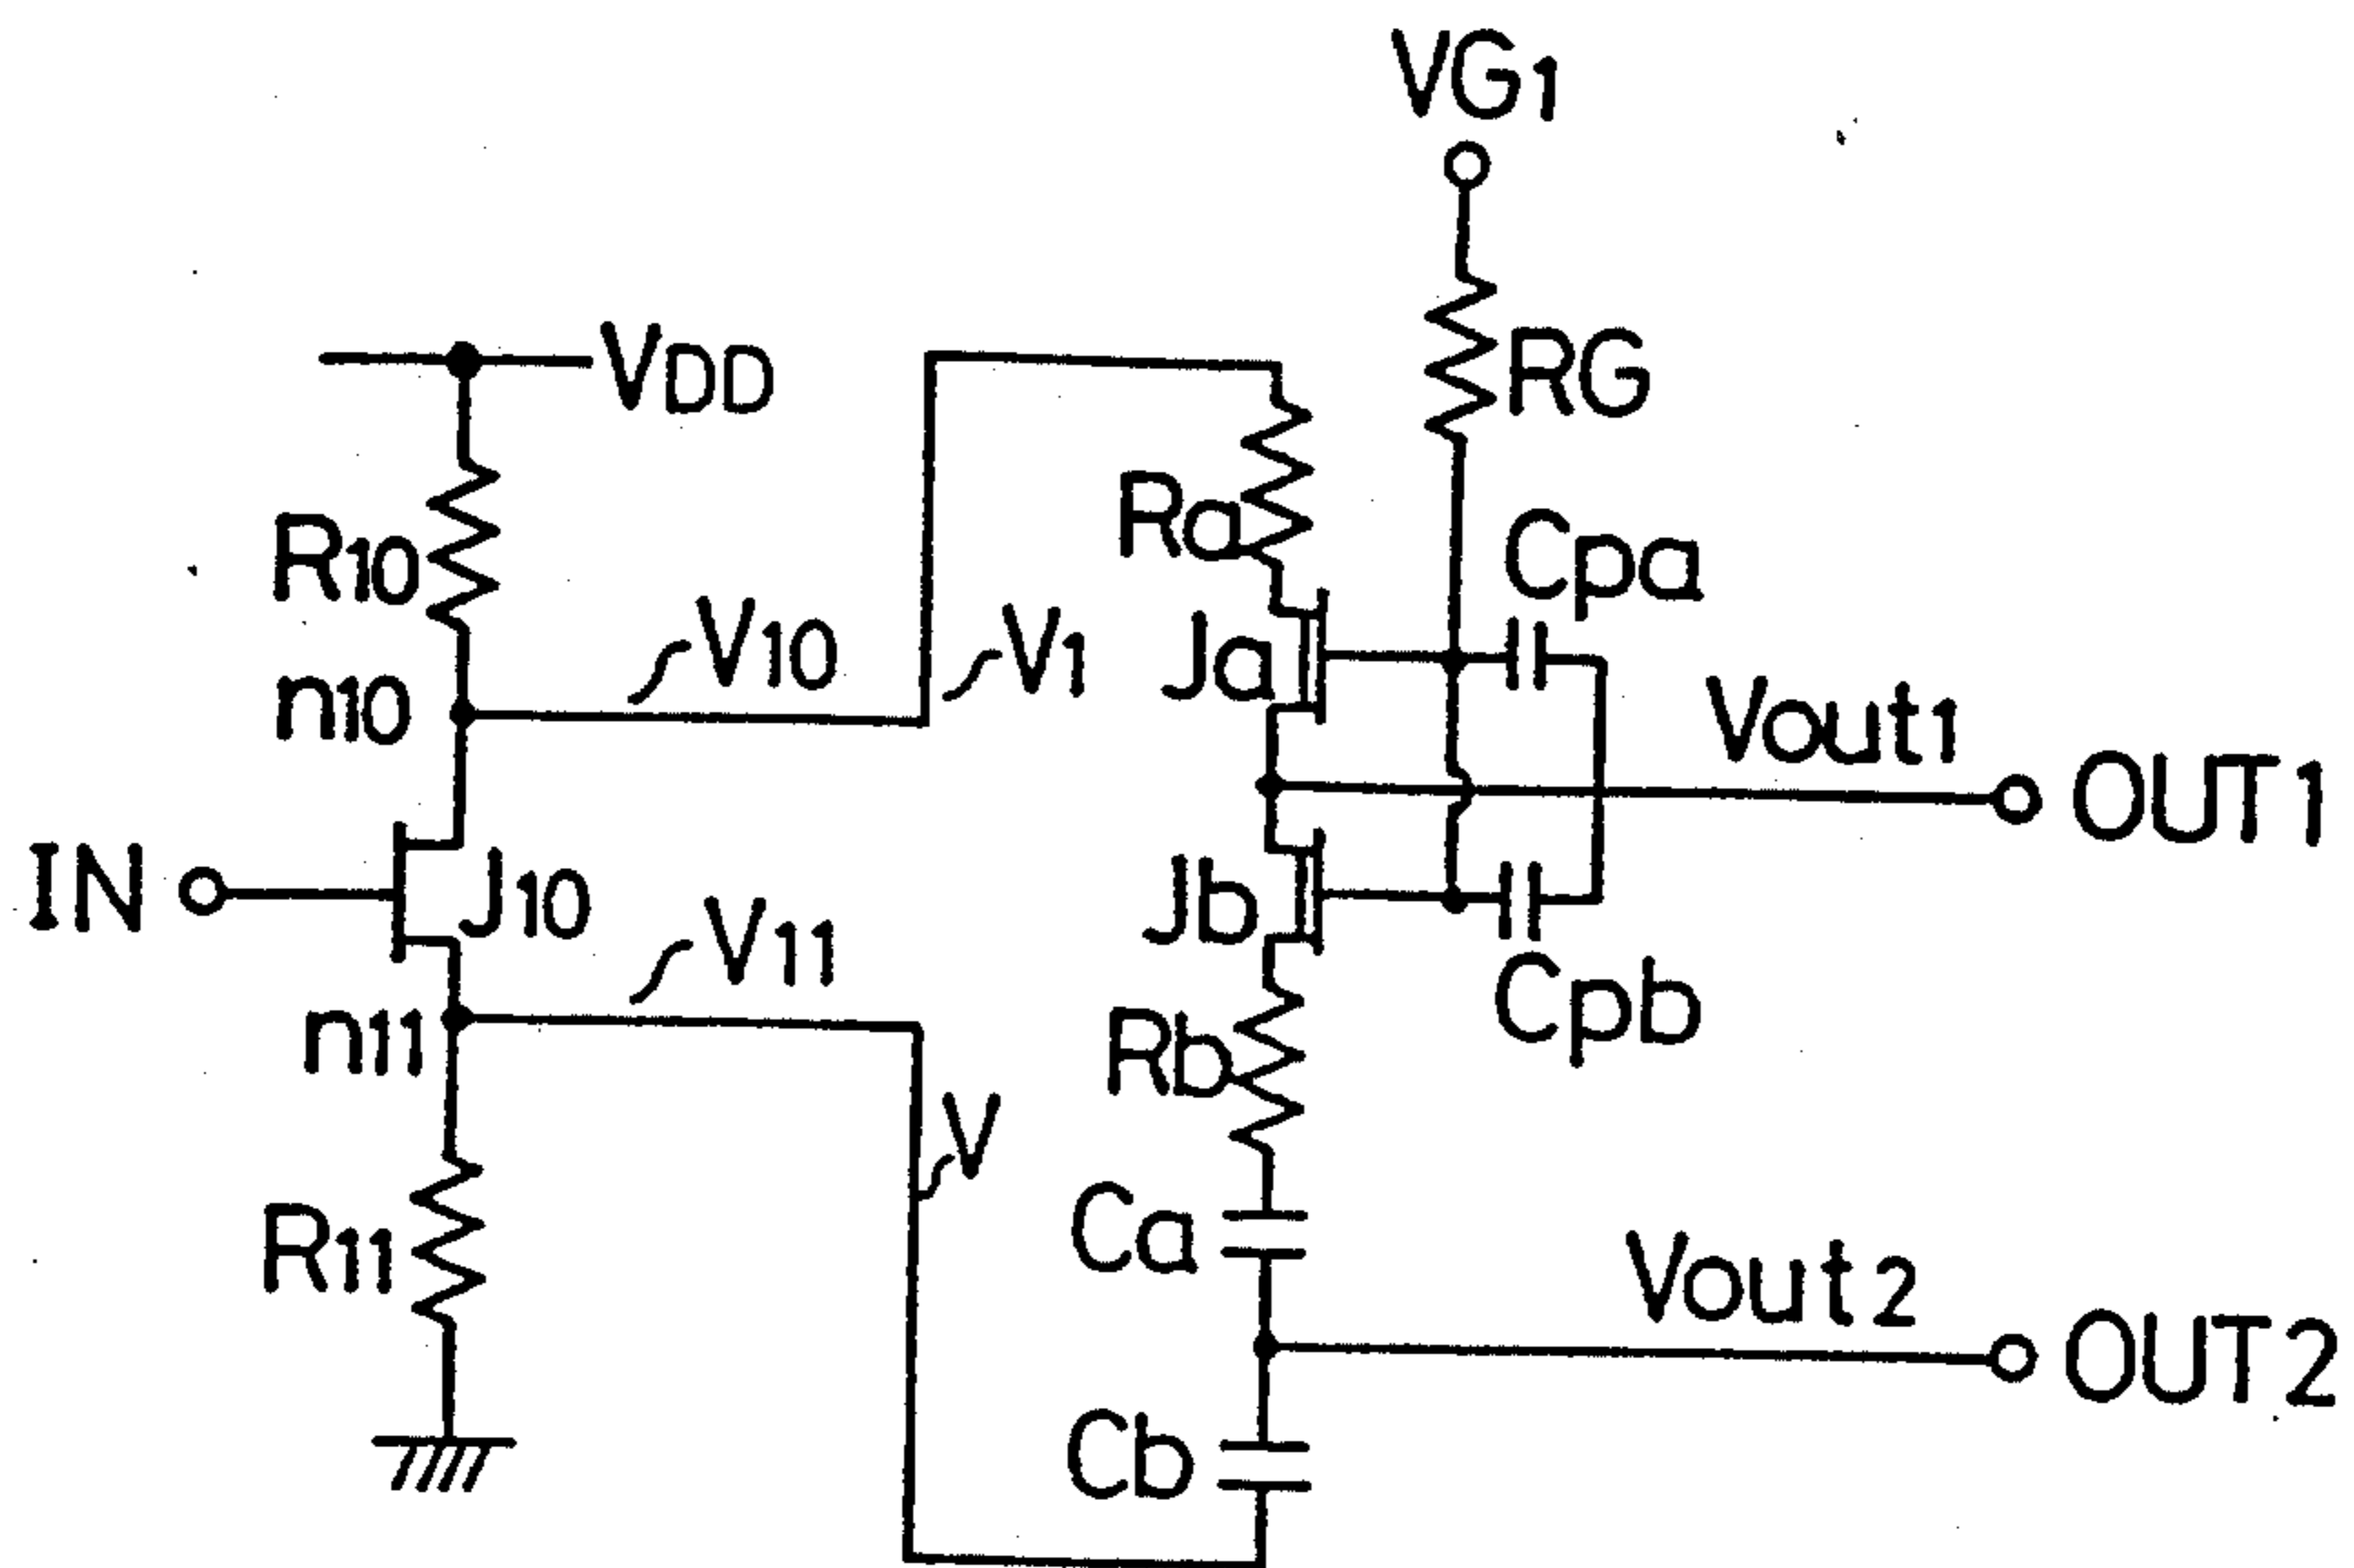 VG1
VDD
RG
R10
Ra
Cpa
V10
V1
Ja
n10
Vout1
OUT1
IN
J10
Jb
V11
Cpb
n11
Rb
V
Ca
R11
Vout2
OUT2
Cb